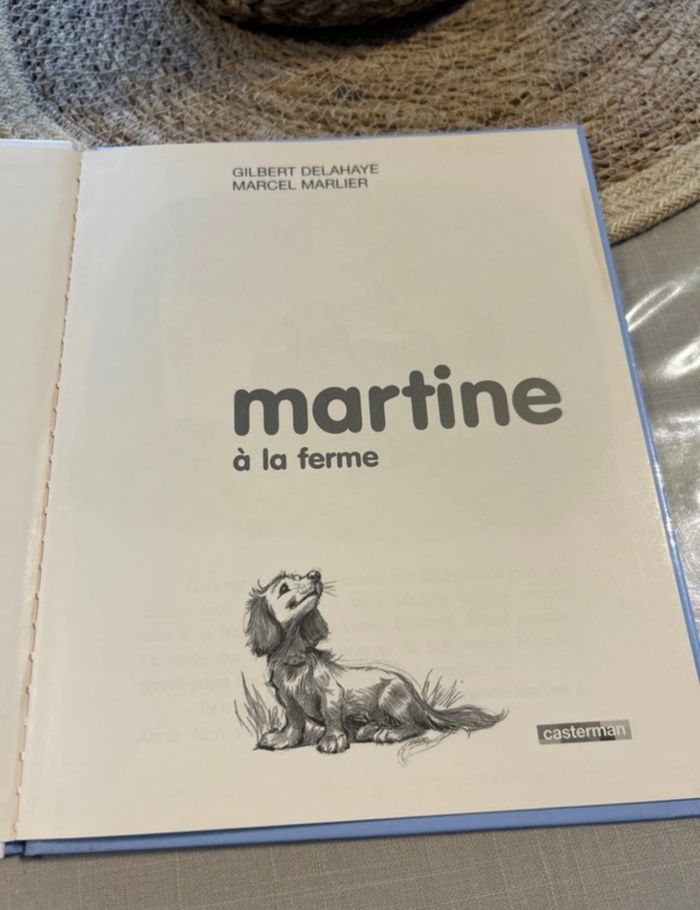 GILBERT DELAHAYE
MARCEL MARLIER
martine
à la ferme
casterman